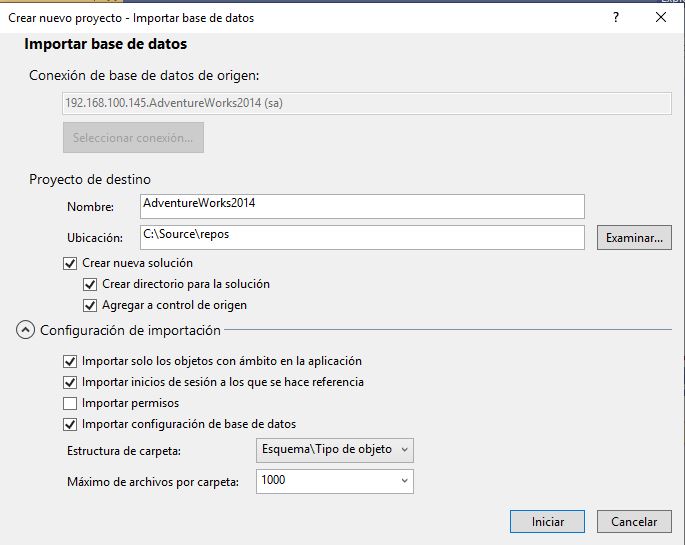 Crear nuevo proyecto - Importar base de datos
Importar base de datos
Conexión de base de datos de origen:
192.168.100.145.AdventureWorks2014 (sa)
Seleccionar conexión...
Proyecto de destino
Nombre: AdventureWorks2014
Ubicación: C:\Source\repos Examinar...
Crear nueva solución
Crear directorio para la solución
Agregar a control de origen
Configuración de importación
Importar solo los objetos con ámbito en la aplicación
Importar inicios de sesión a los que se hace referencia
Importar permisos
Importar configuración de base de datos
Estructura de carpeta: Esquema\Tipo de objeto
Máximo de archivos por carpeta: 1000
Iniciar Cancelar